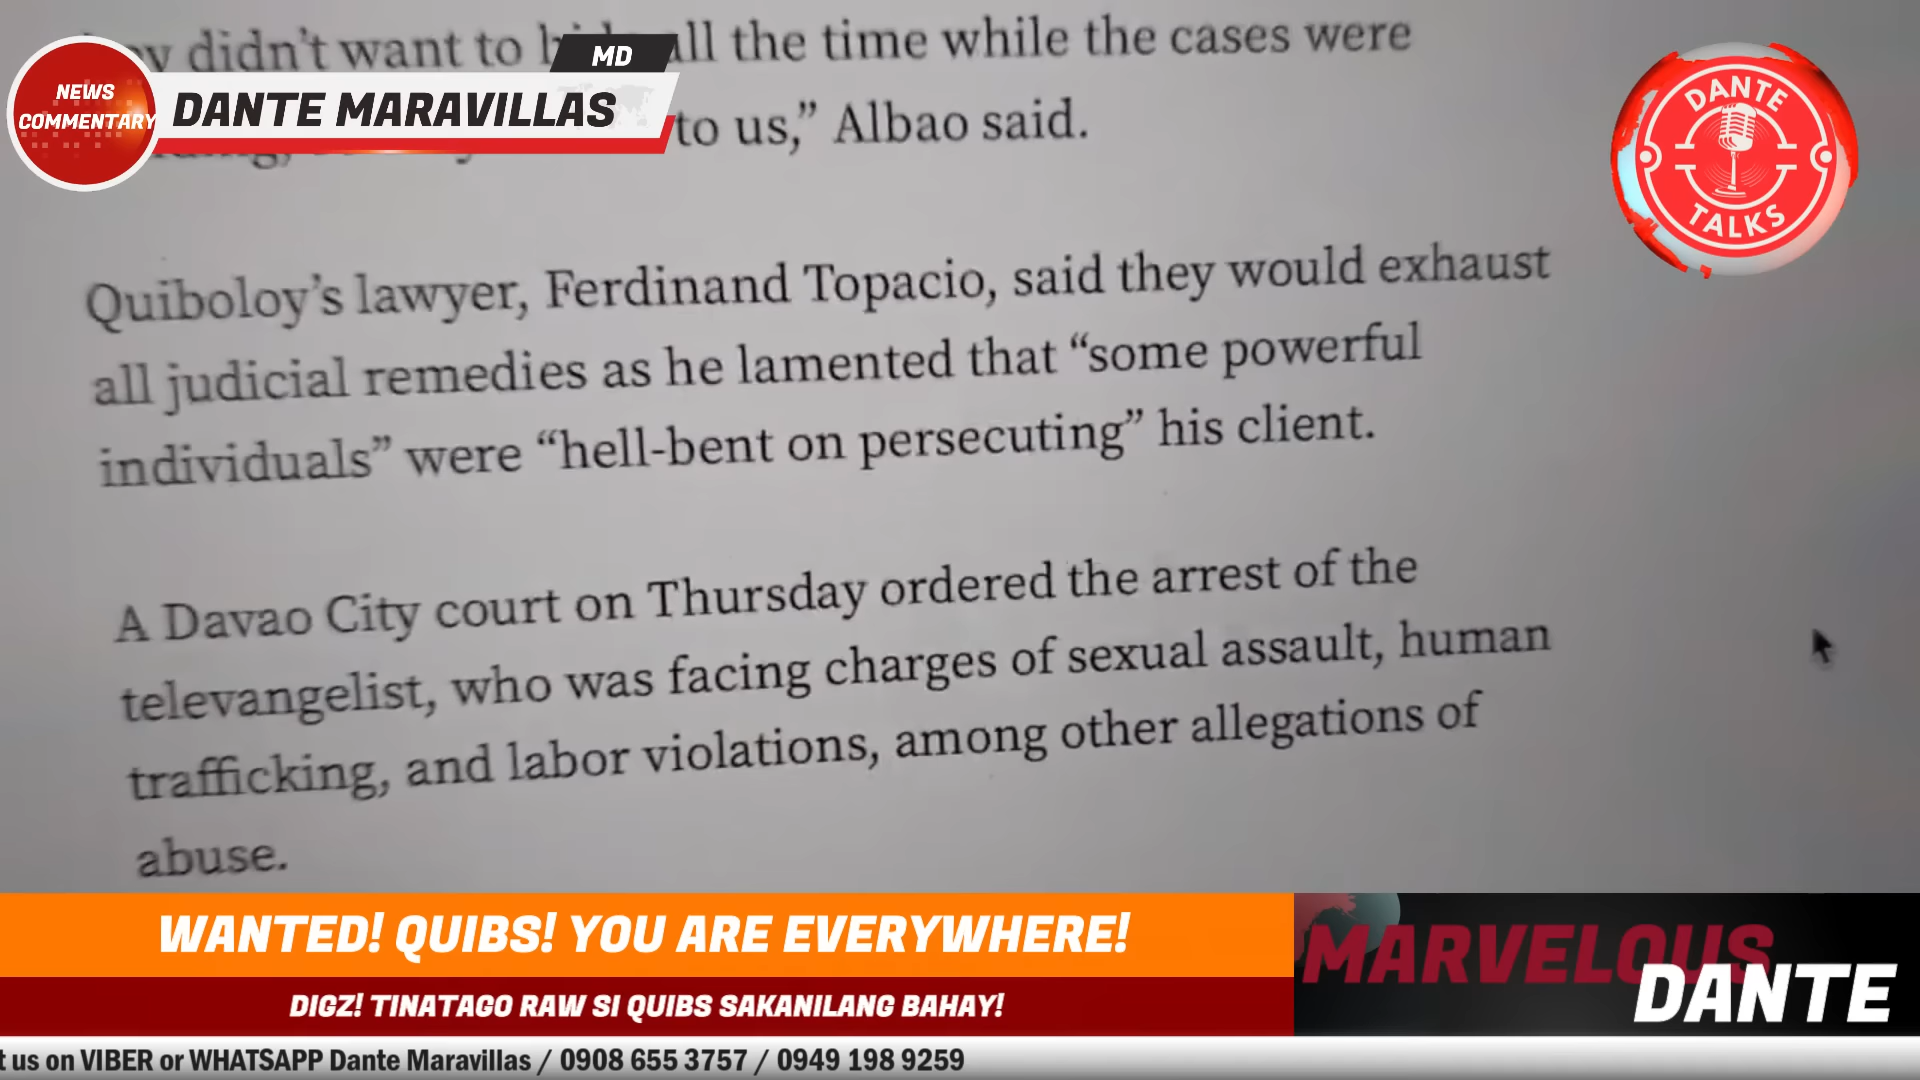 didn't want to all the time while the cases were
to us,” Albao said.
Quiboloy’s lawyer, Ferdinand Topacio, said they would exhaust
all judicial remedies as he lamented that “some powerful
individuals” were “hell-bent on persecuting” his client.
A Davao City court on Thursday ordered the arrest of the
televangelist, who was facing charges of sexual assault, human
trafficking, and labor violations, among other allegations of
abuse.
NEWS
COMMENTARY
MD
DANTE MARAVILLAS
DANTE
TALKS
WANTED! QUIBS! YOU ARE EVERYWHERE!
DIGZ! TINATAGO RAW SI QUIBS SAKANILANG BAHAY!
MARVELOUS
DANTE
t us on VIBER or WHATSAPP Dante Maravillas / 0908 655 3757 / 0949 198 9259